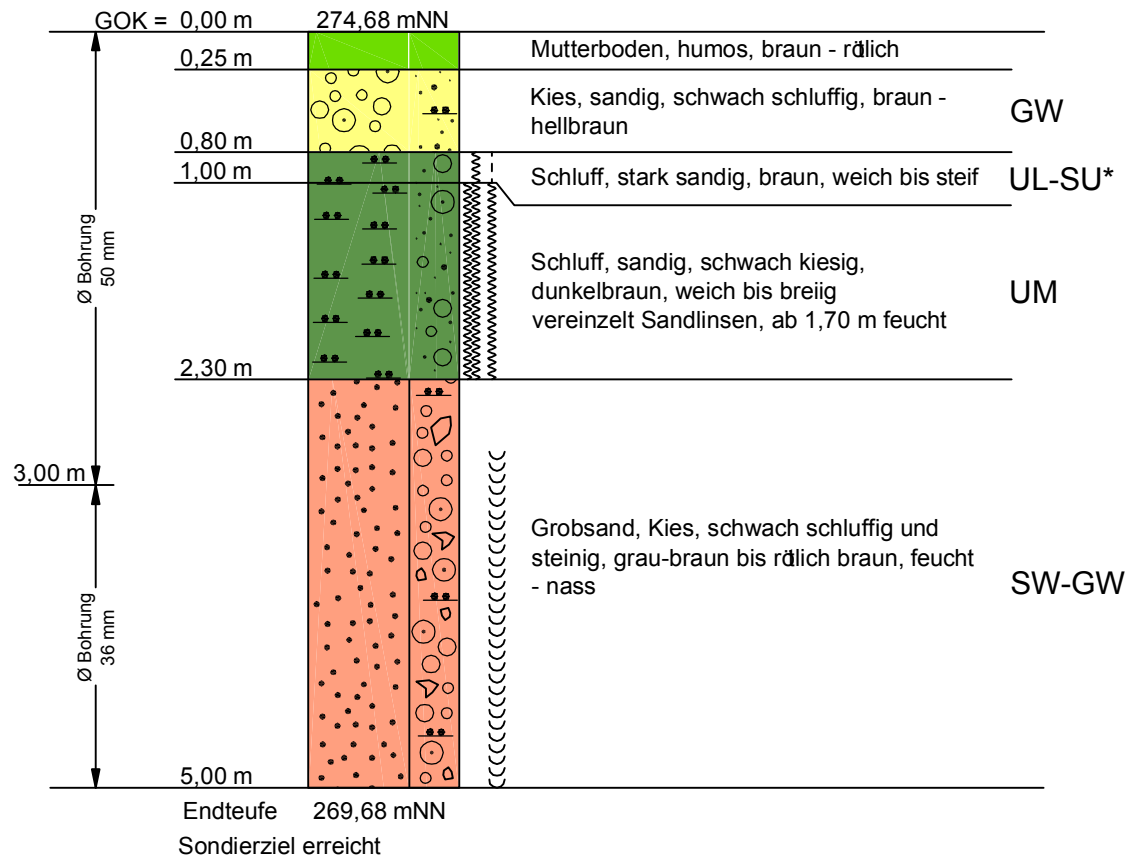 GOK = 0,00 m 274,68 mNN
Mutterboden, humos, braun - rötlich
0,25 m
Kies, sandig, schwach schluffig, braun -
hellbraun
GW
0,80 m
1,00 m
Schluff, stark sandig, braun, weich bis steif
UL-SU*
Ø Bohrung
50 mm
Schluff, sandig, schwach kiesig,
dunkelbraun, weich bis breiig
vereinzelt Sandlinsen, ab 1,70 m feucht
UM
2,30 m
3,00 m
Ø Bohrung
36 mm
Grobsand, Kies, schwach schluffig und
steinig, grau-braun bis rötlich braun, feucht
- nass
SW-GW
5,00 m
Endteufe 269,68 mNN
Sondierziel erreicht